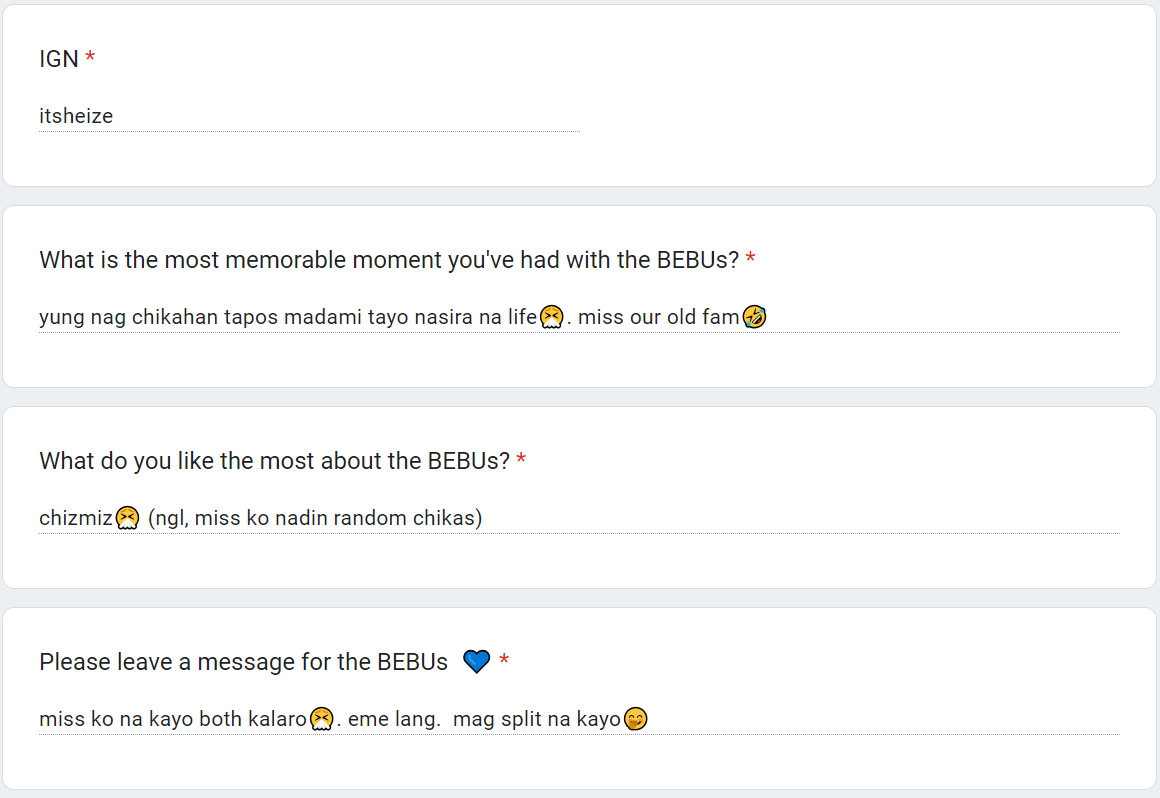 IGN *
itsheize
What is the most memorable moment you've had with the BEBUs? *
yung nag chikahan tapos madami tayo nasira na life😤. miss our old fam🤣
What do you like the most about the BEBUs? *
chizmiz😤 (ngl, miss ko nadin random chikas)
Please leave a message for the BEBUs 💙 *
miss ko na kayo both kalaro😤. eme lang.  mag split na kayo🤭